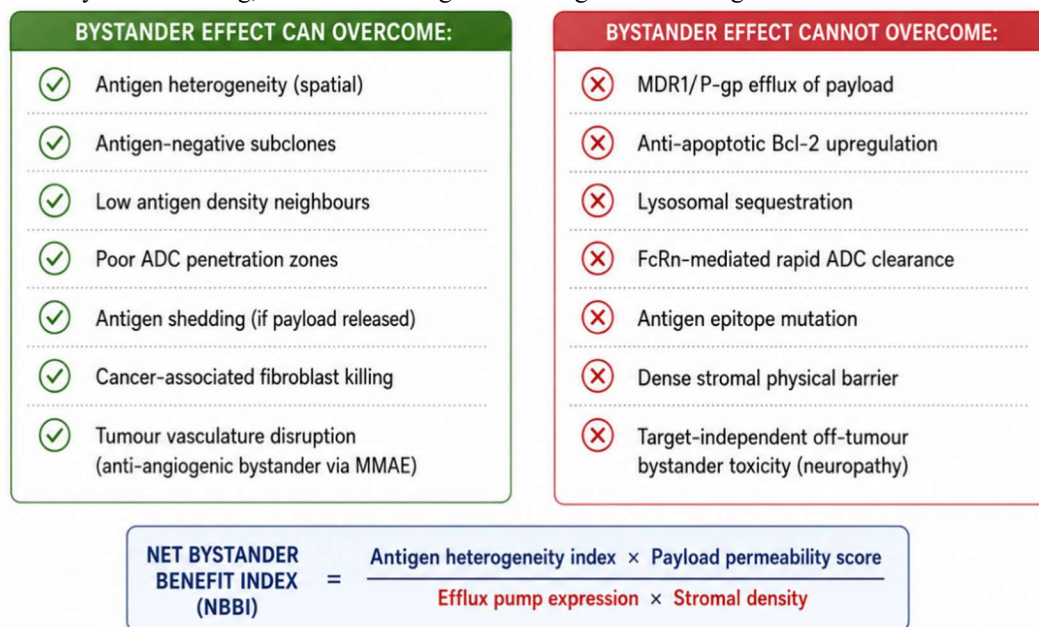 BYSTANDER EFFECT CAN OVERCOME:
Antigen heterogeneity (spatial)
Antigen-negative subclones
Low antigen density neighbours
Poor ADC penetration zones
Antigen shedding (if payload released)
Cancer-associated fibroblast killing
Tumour vasculature disruption
(anti-angiogenic bystander via MMAE)
BYSTANDER EFFECT CANNOT OVERCOME:
MDR1/P-gp efflux of payload
Anti-apoptotic Bcl-2 upregulation
Lysosomal sequestration
FcRn-mediated rapid ADC clearance
Antigen epitope mutation
Dense stromal physical barrier
Target-independent off-tumour
bystander toxicity (neuropathy)
NET BYSTANDER
BENEFIT INDEX
(NBBI)
=
Antigen heterogeneity index × Payload permeability score
Efflux pump expression × Stromal density